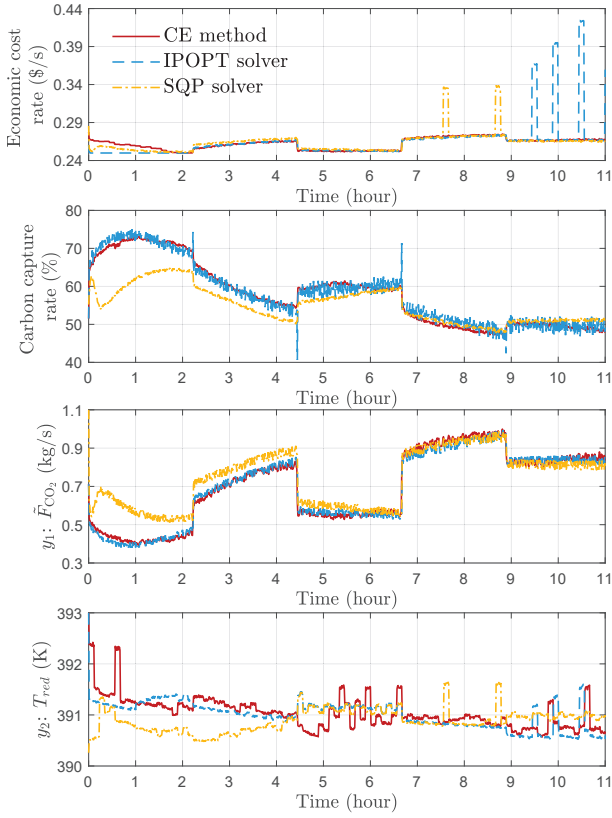 Economic cost
rate ($/s)
0.44
0.39
0.34
0.29
0.24
CE method
IPOPT solver
SQP solver
0 1 2 3 4 5 6 7 8 9 10 11
Time (hour)
Carbon capture
rate (%)
80
70
60
50
40
0 1 2 3 4 5 6 7 8 9 10 11
Time (hour)
y₁: F̃_CO₂ (kg/s)
1.1
0.9
0.7
0.5
0.3
0 1 2 3 4 5 6 7 8 9 10 11
Time (hour)
y₂: T_red (K)
393
392
391
390
0 1 2 3 4 5 6 7 8 9 10 11
Time (hour)